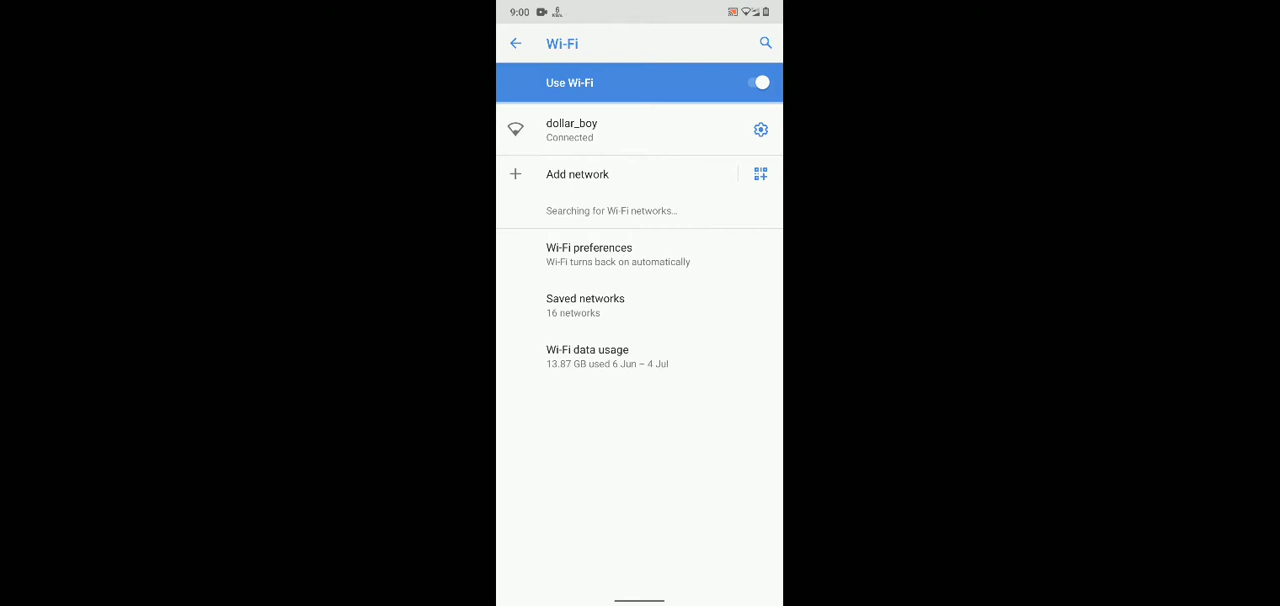 9:00
6
KB/s
Wi-Fi
Use Wi-Fi
dollar_boy
Connected
Add network
Searching for Wi-Fi networks…
Wi-Fi preferences
Wi-Fi turns back on automatically
Saved networks
16 networks
Wi-Fi data usage
13.87 GB used 6 Jun – 4 Jul